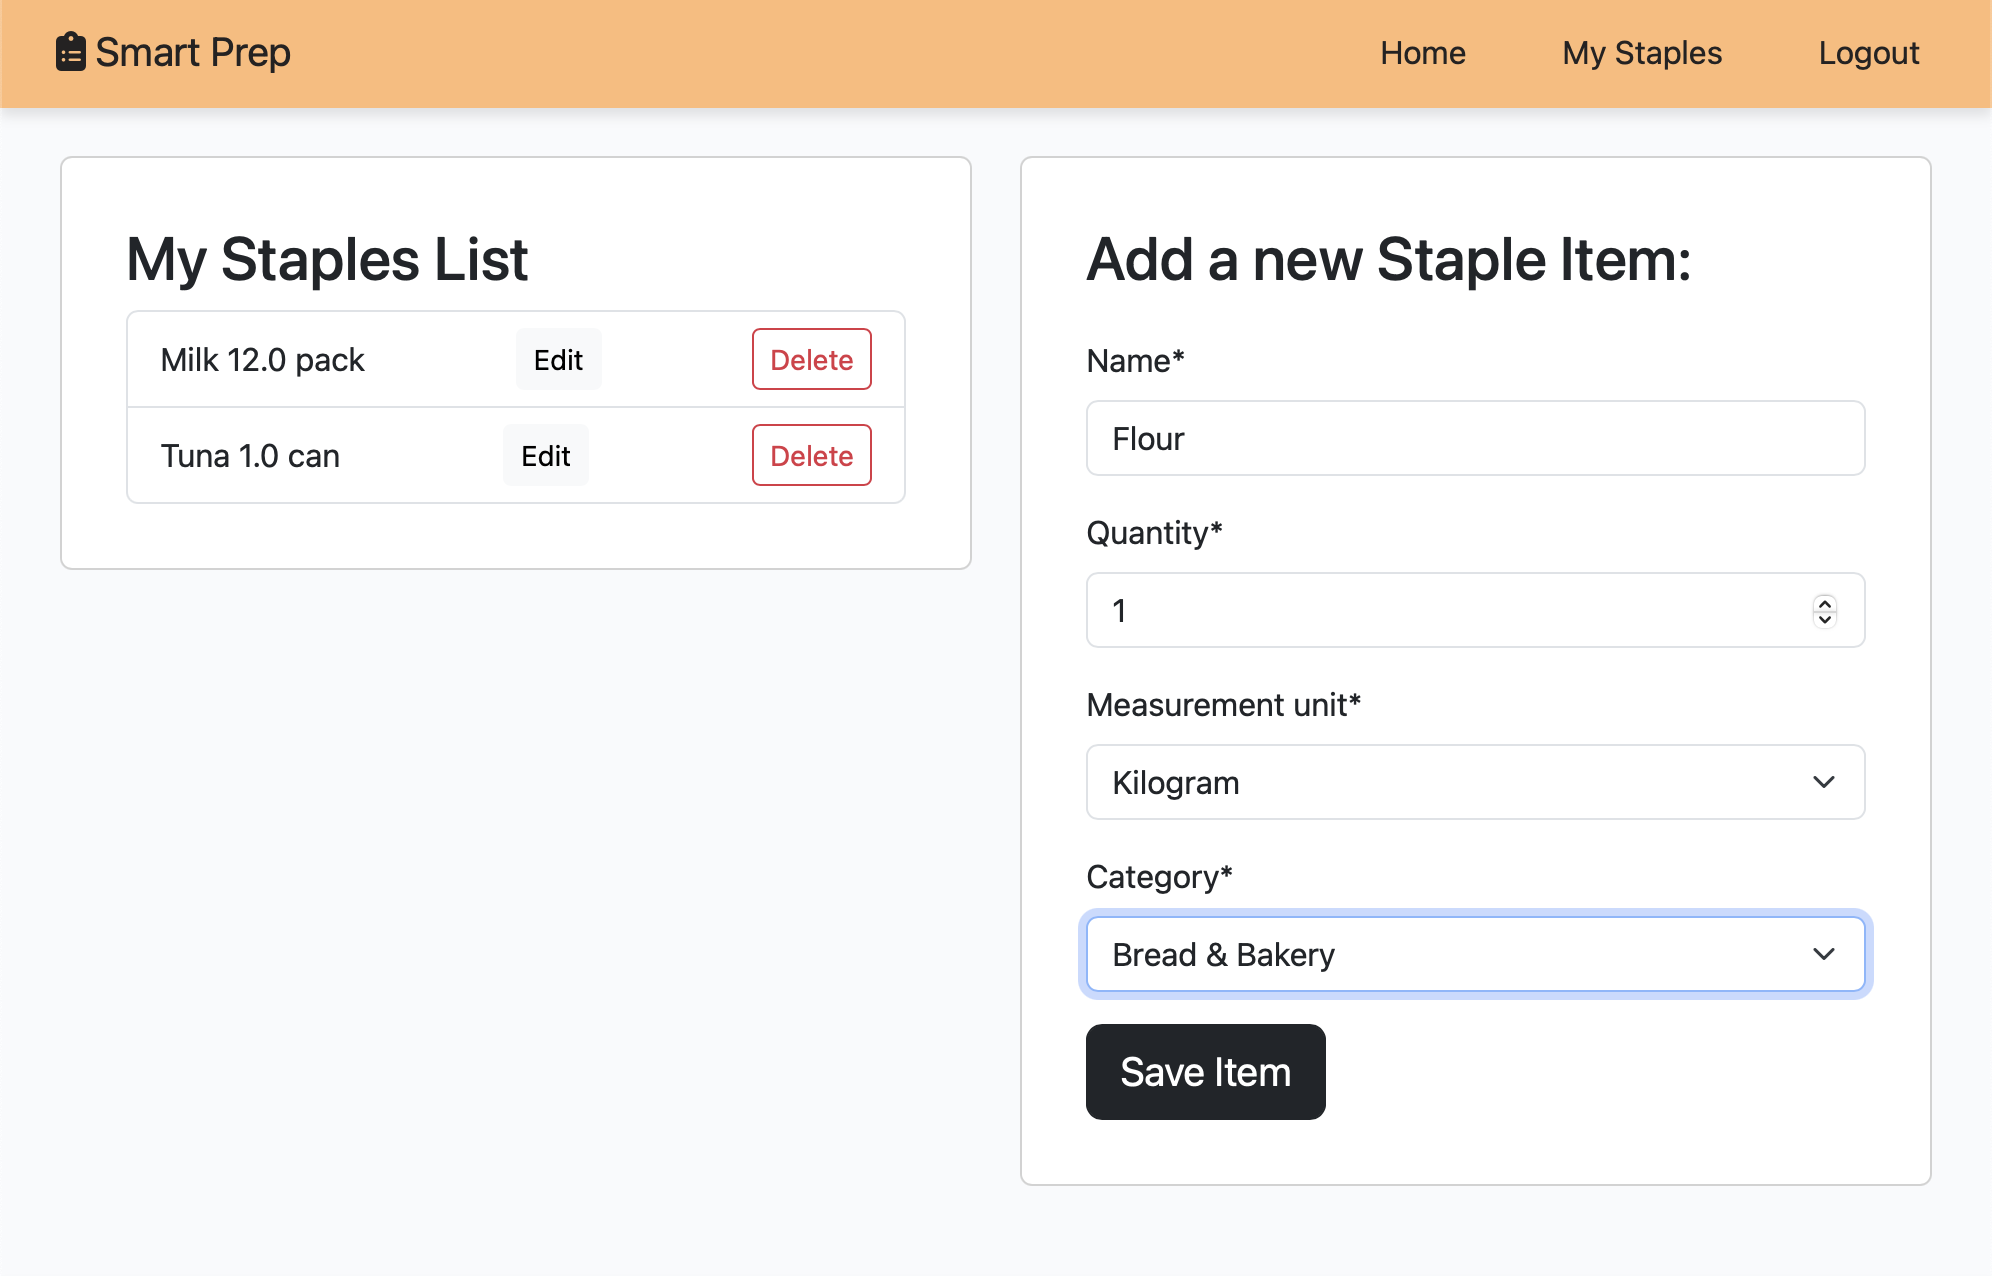 Smart Prep
Home My Staples Logout
My Staples List
Milk 12.0 pack Edit Delete
Tuna 1.0 can Edit Delete
Add a new Staple Item:
Name*
Flour
Quantity*
1
Measurement unit*
Kilogram
Category*
Bread & Bakery
Save Item